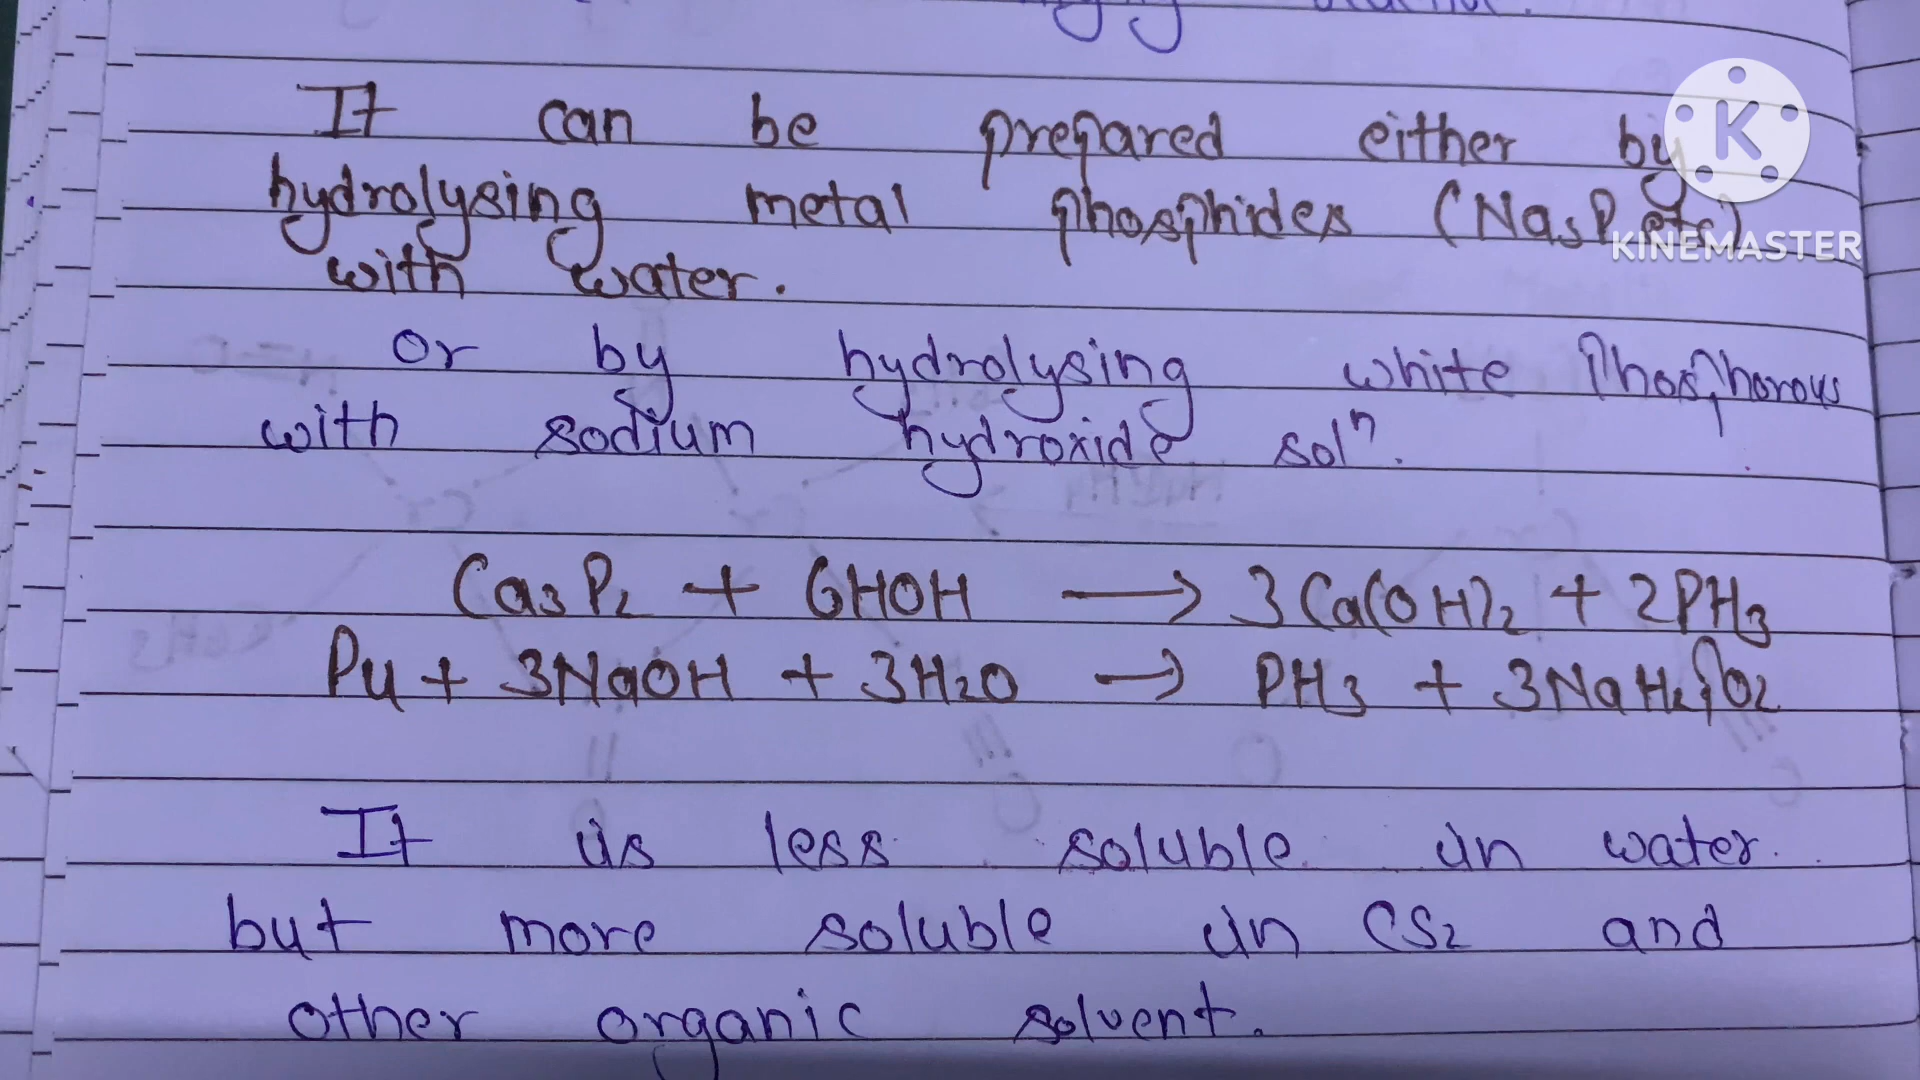 It can be prepared either by
hydrolysing metal phosphides (Na3P etc)
with water.
or by hydrolysing white Phosphorous
with sodium hydroxide solⁿ.
Ca3P2 + 6HOH → 3Ca(OH)2 + 2PH3
P4 + 3NaOH + 3H2O → PH3 + 3NaH2PO2
It is less soluble in water.
but more soluble in CS2 and
other organic solvent.
K
KINEMASTER